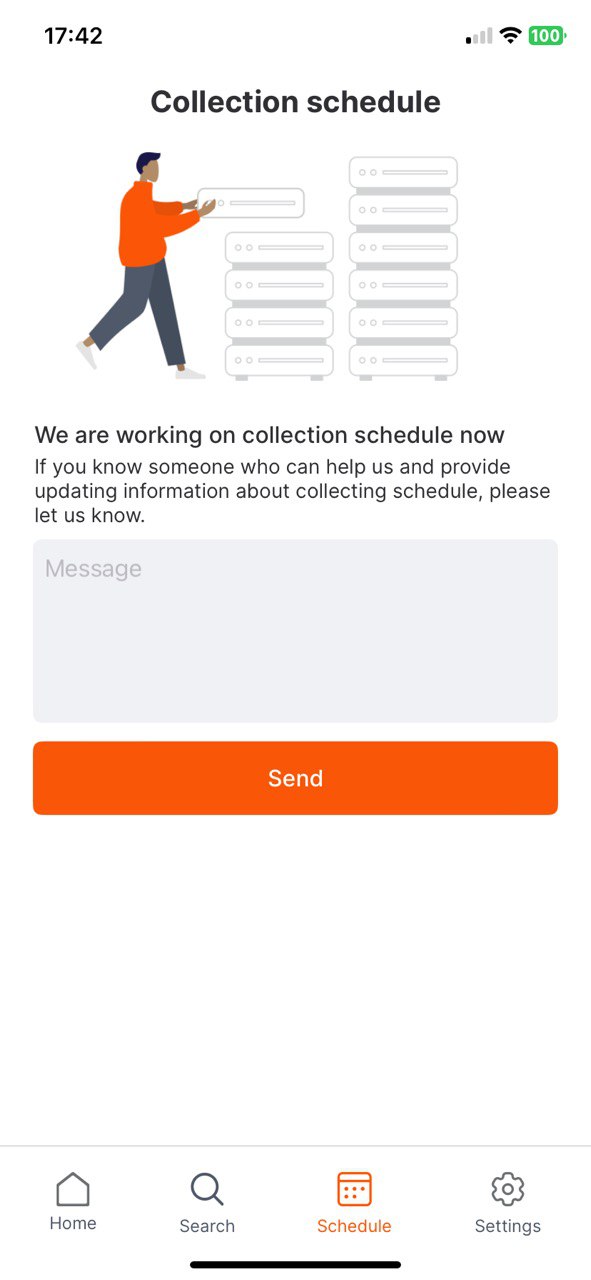 17:42
100
Collection schedule
We are working on collection schedule now
If you know someone who can help us and provide
updating information about collecting schedule, please
let us know.
Message
Send
Home
Search
Schedule
Settings